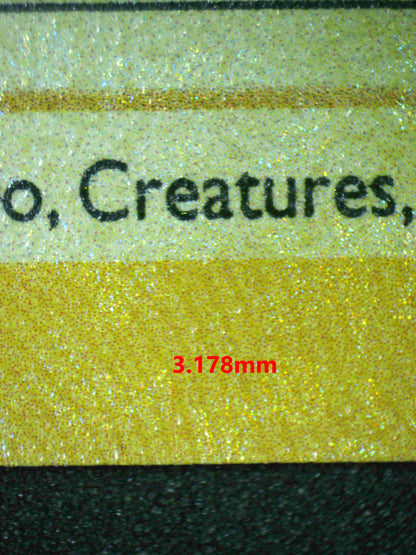 o, Creatures,
3.178mm